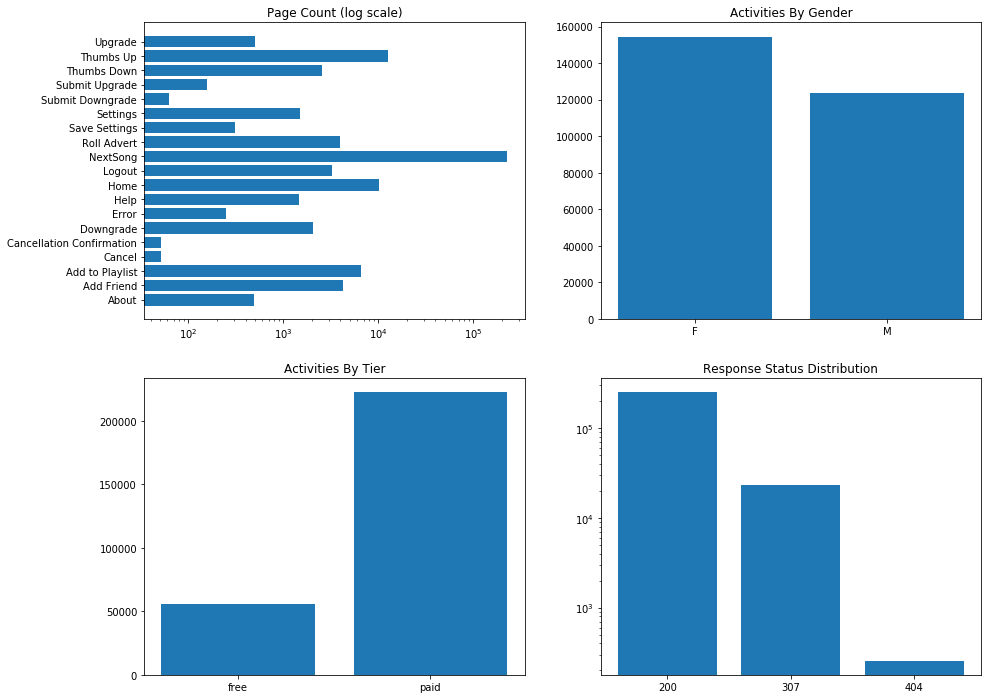 Page Count (log scale)
Upgrade
Thumbs Up
Thumbs Down
Submit Upgrade
Submit Downgrade
Settings
Save Settings
Roll Advert
NextSong
Logout
Home
Help
Error
Downgrade
Cancellation Confirmation
Cancel
Add to Playlist
Add Friend
About
10² 10³ 10⁴ 10⁵
Activities By Gender
160000
140000
120000
100000
80000
60000
40000
20000
0
F M
Activities By Tier
200000
150000
100000
50000
0
free paid
Response Status Distribution
10⁵
10⁴
10³
200 307 404